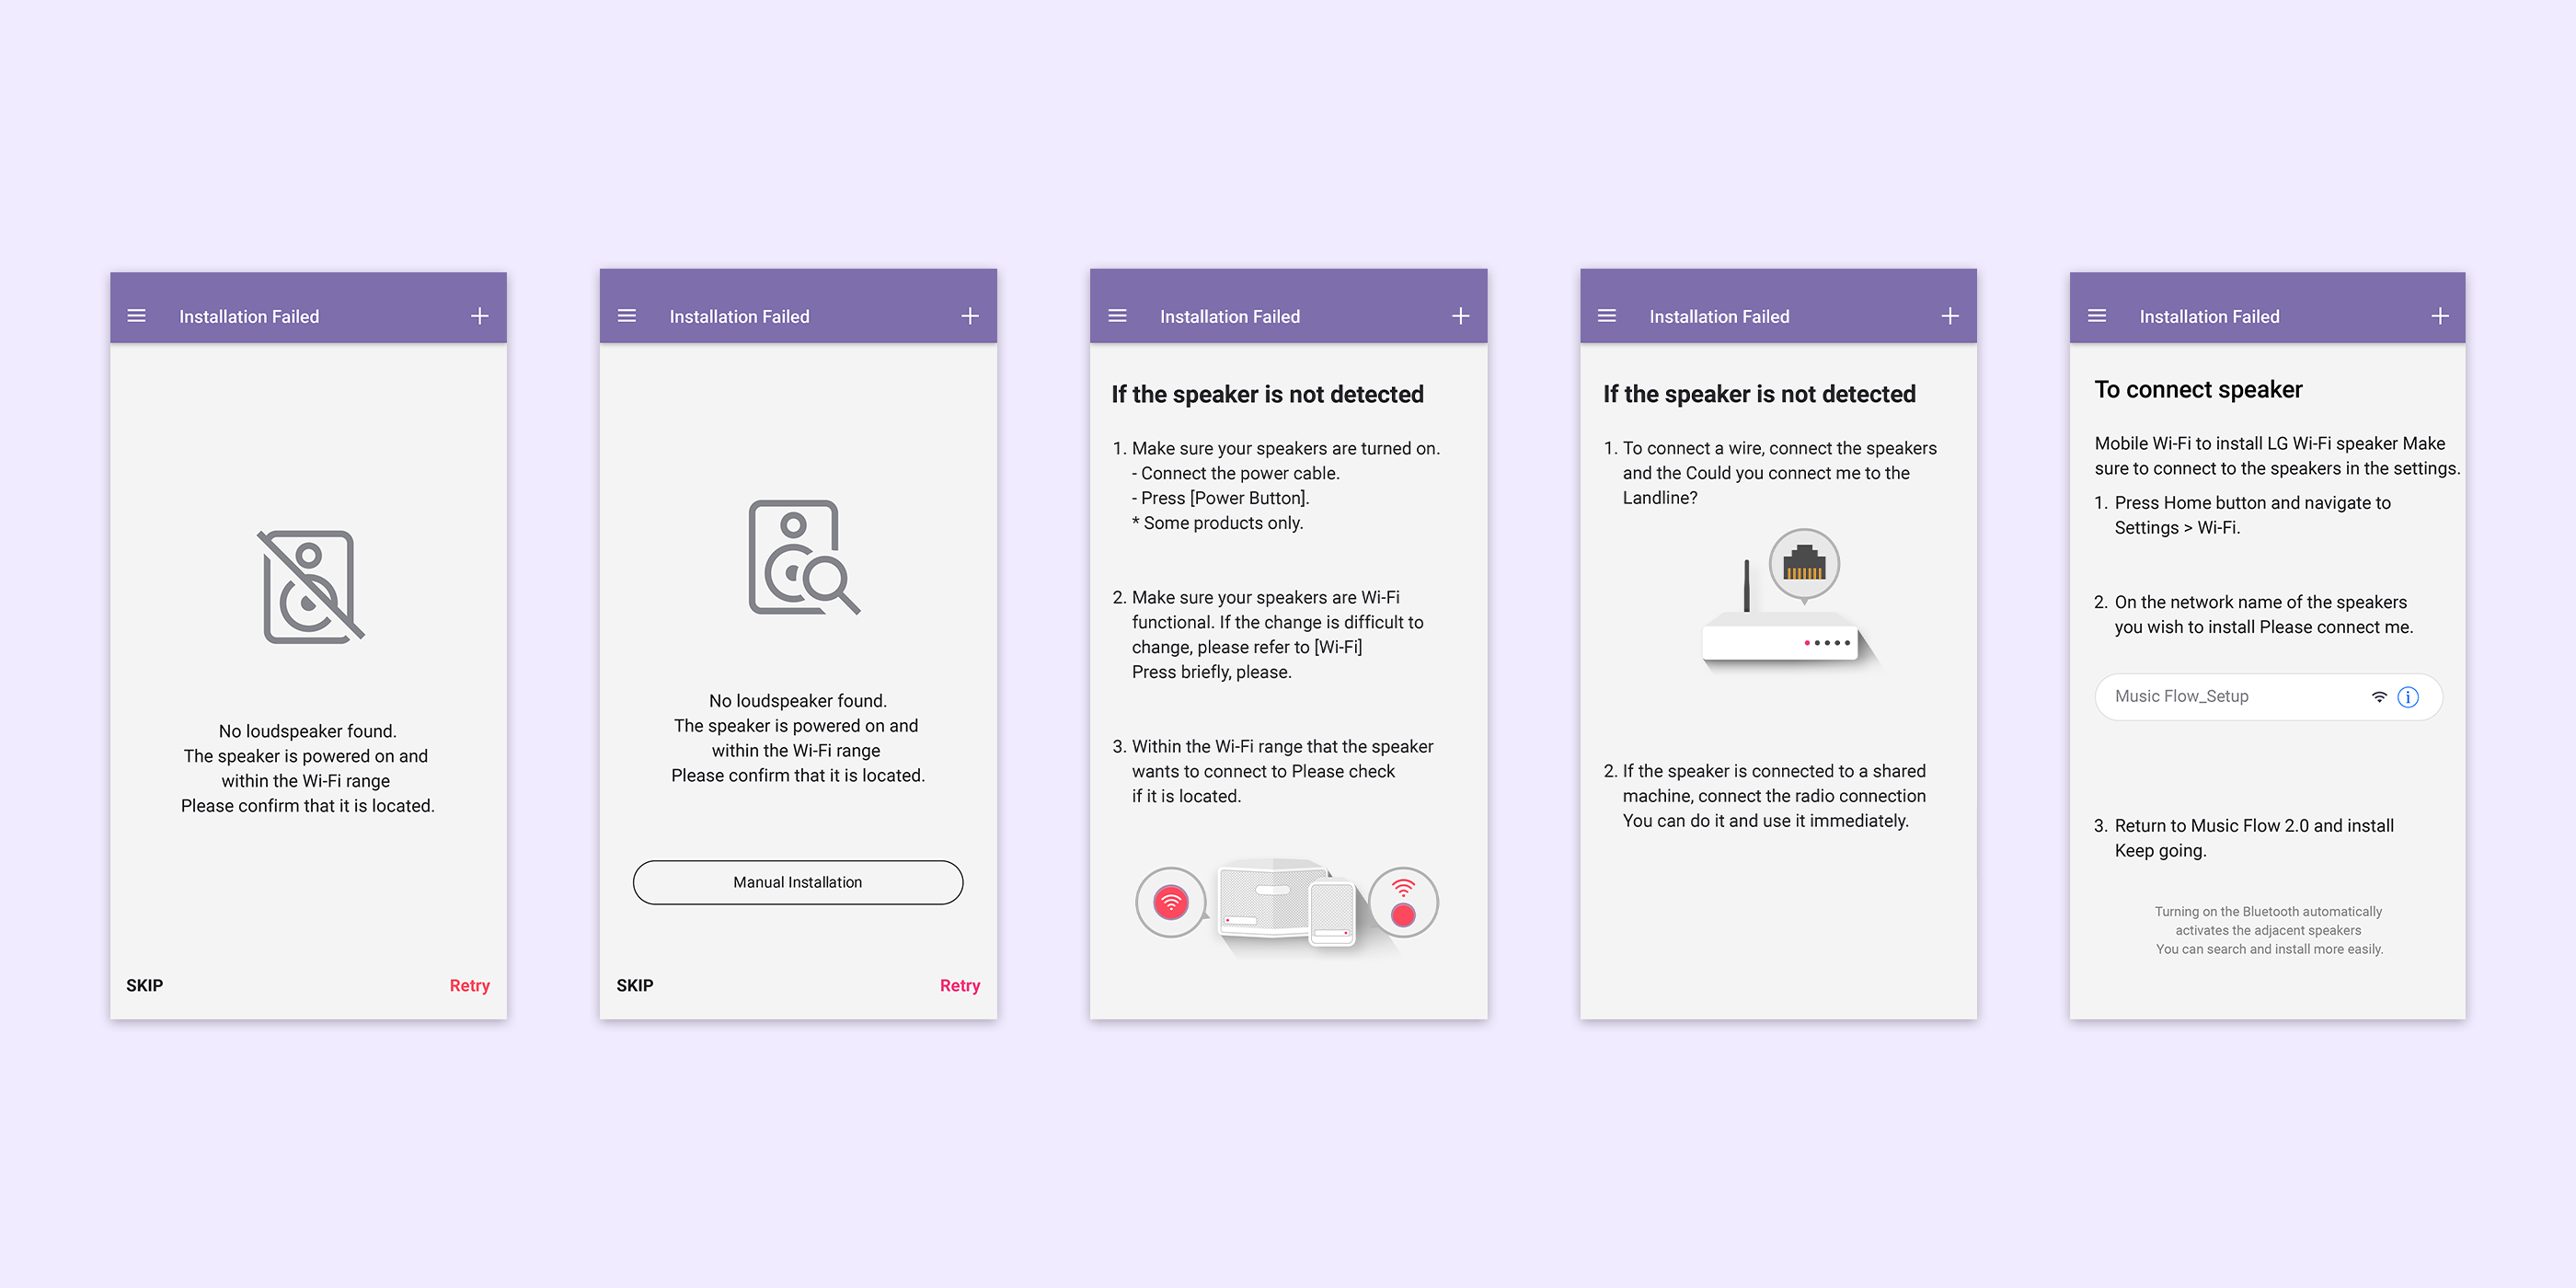 Installation Failed
No loudspeaker found.
The speaker is powered on and
within the Wi-Fi range
Please confirm that it is located.
SKIP
Retry
Installation Failed
No loudspeaker found.
The speaker is powered on and
within the Wi-Fi range
Please confirm that it is located.
Manual Installation
SKIP
Retry
Installation Failed
If the speaker is not detected
1. Make sure your speakers are turned on.
- Connect the power cable.
- Press [Power Button].
* Some products only.
2. Make sure your speakers are Wi-Fi
functional. If the change is difficult to
change, please refer to [Wi-Fi]
Press briefly, please.
3. Within the Wi-Fi range that the speaker
wants to connect to Please check
if it is located.
Installation Failed
If the speaker is not detected
1. To connect a wire, connect the speakers
and the Could you connect me to the
Landline?
2. If the speaker is connected to a shared
machine, connect the radio connection
You can do it and use it immediately.
Installation Failed
To connect speaker
Mobile Wi-Fi to install LG Wi-Fi speaker Make
sure to connect to the speakers in the settings.
1. Press Home button and navigate to
Settings > Wi-Fi.
2. On the network name of the speakers
you wish to install Please connect me.
Music Flow_Setup
3. Return to Music Flow 2.0 and install
Keep going.
Turning on the Bluetooth automatically
activates the adjacent speakers
You can search and install more easily.